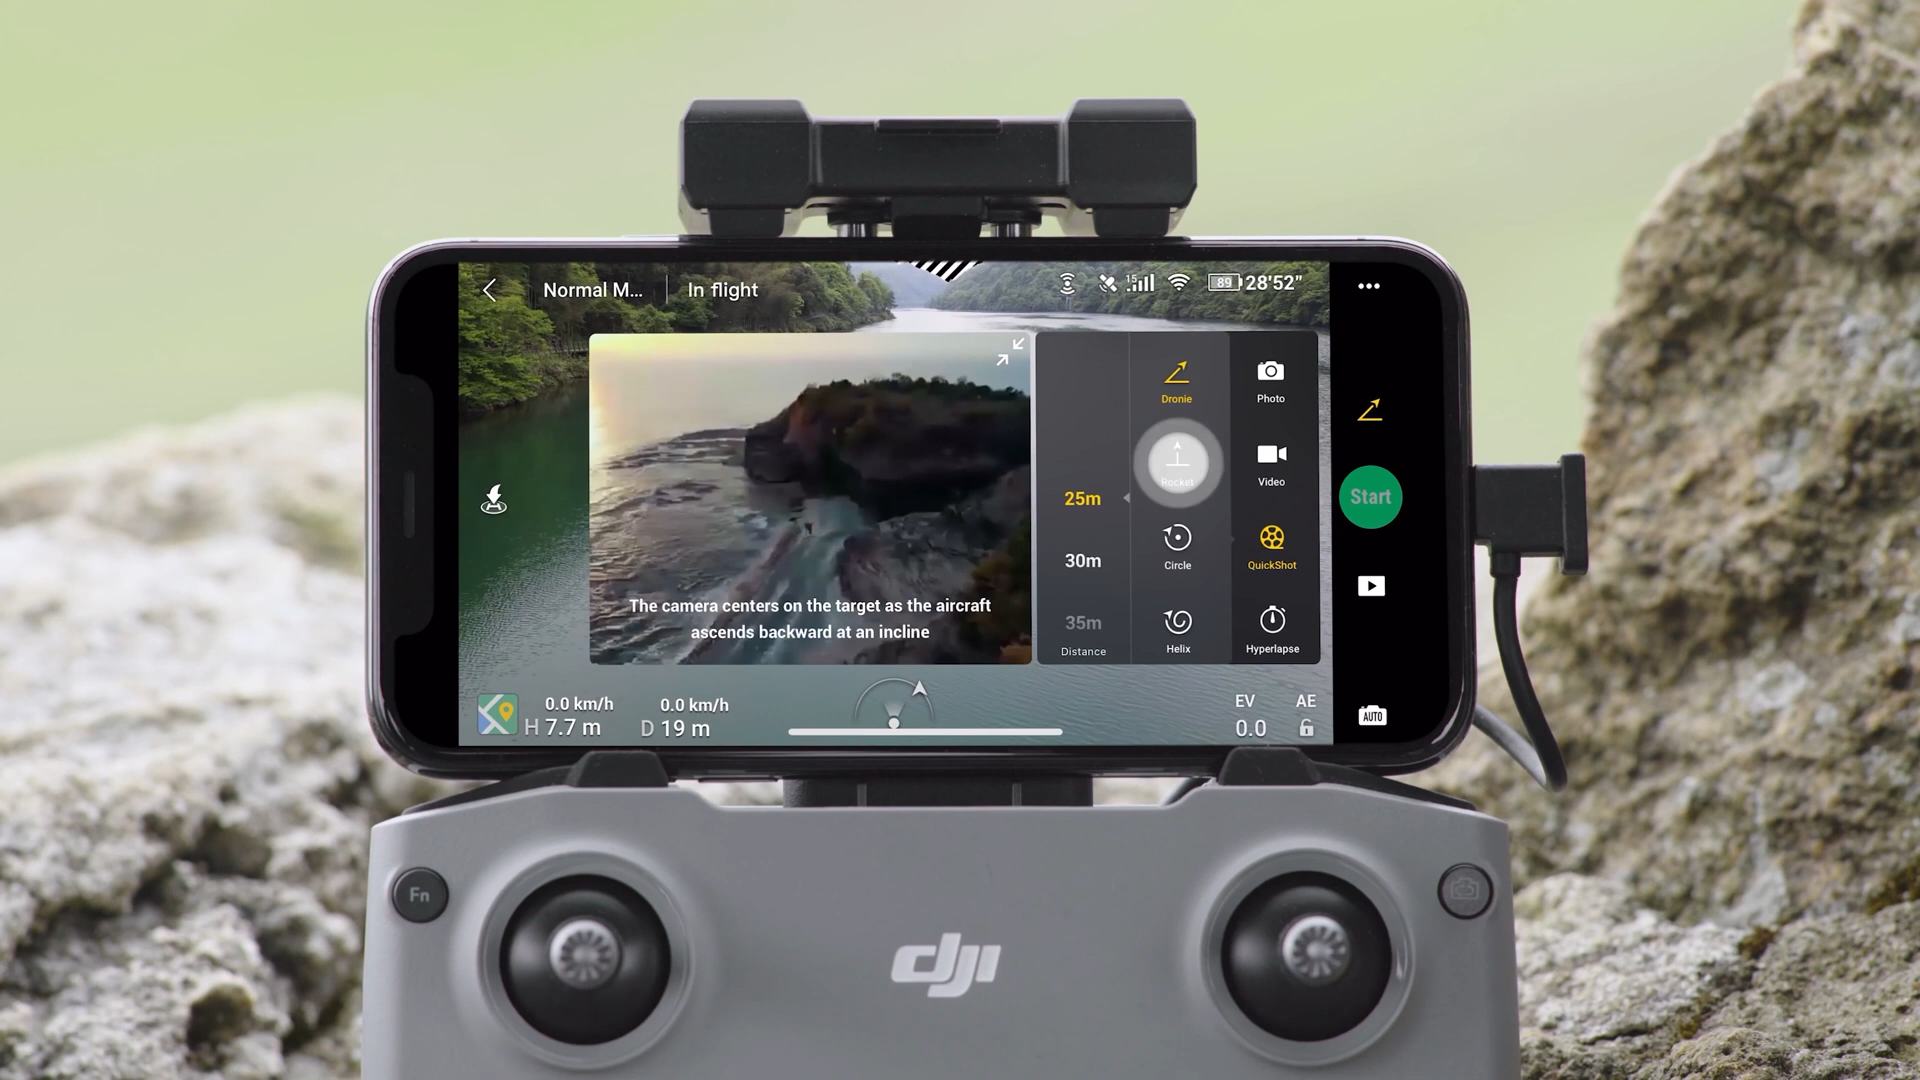 Normal M...
In flight
15
89
28'52"
Dronie
Photo
Rocket
Video
25m
Start
30m
Circle
QuickShot
The camera centers on the target as the aircraft
ascends backward at an incline
35m
Distance
Helix
Hyperlapse
0.0 km/h
H 7.7 m
0.0 km/h
D 19 m
EV
0.0
AE
AUTO
Fn
dji